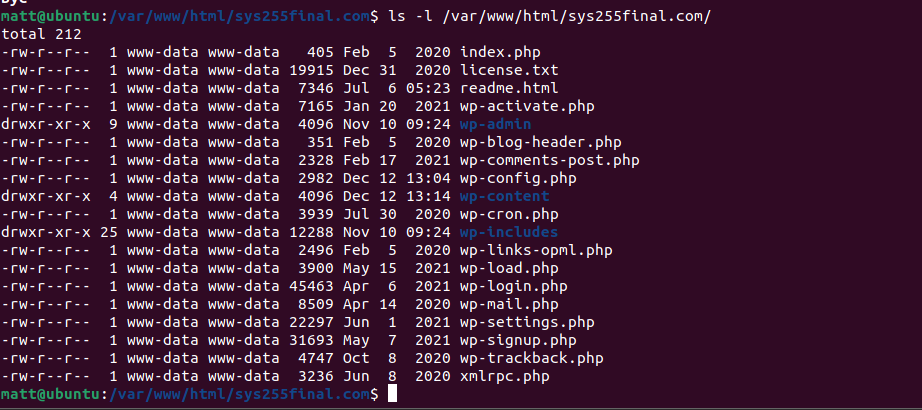 matt@ubuntu:/var/www/html/sys255final.com$ ls -l /var/www/html/sys255final.com/
total 212
-rw-r--r--  1 www-data www-data   405 Feb  5  2020 index.php
-rw-r--r--  1 www-data www-data 19915 Dec 31  2020 license.txt
-rw-r--r--  1 www-data www-data  7346 Jul  6 05:23 readme.html
-rw-r--r--  1 www-data www-data  7165 Jan 20  2021 wp-activate.php
drwxr-xr-x  9 www-data www-data  4096 Nov 10 09:24 wp-admin
-rw-r--r--  1 www-data www-data   351 Feb  5  2020 wp-blog-header.php
-rw-r--r--  1 www-data www-data  2328 Feb 17  2021 wp-comments-post.php
-rw-r--r--  1 www-data www-data  2982 Dec 12 13:04 wp-config.php
drwxr-xr-x  4 www-data www-data  4096 Dec 12 13:14 wp-content
-rw-r--r--  1 www-data www-data  3939 Jul 30  2020 wp-cron.php
drwxr-xr-x 25 www-data www-data 12288 Nov 10 09:24 wp-includes
-rw-r--r--  1 www-data www-data  2496 Feb  5  2020 wp-links-opml.php
-rw-r--r--  1 www-data www-data  3900 May 15  2021 wp-load.php
-rw-r--r--  1 www-data www-data 45463 Apr  6  2021 wp-login.php
-rw-r--r--  1 www-data www-data  8509 Apr 14  2020 wp-mail.php
-rw-r--r--  1 www-data www-data 22297 Jun  1  2021 wp-settings.php
-rw-r--r--  1 www-data www-data 31693 May  7  2021 wp-signup.php
-rw-r--r--  1 www-data www-data  4747 Oct  8  2020 wp-trackback.php
-rw-r--r--  1 www-data www-data  3236 Jun  8  2020 xmlrpc.php
matt@ubuntu:/var/www/html/sys255final.com$